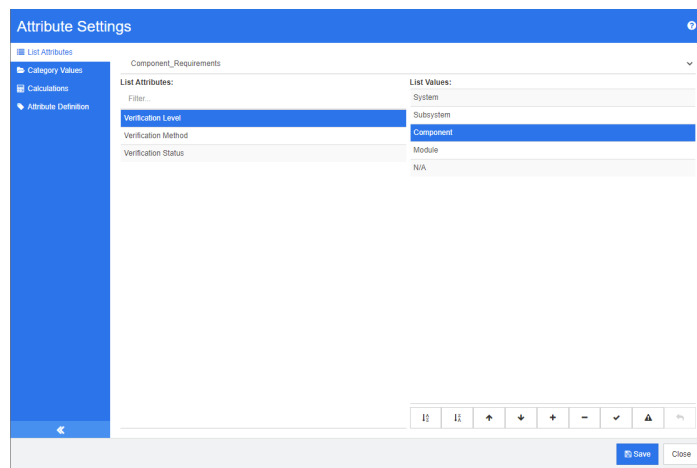 Attribute Settings
List Attributes
Category Values
Calculations
Attribute Definition
Component_Requirements
List Attributes:
Filter...
Verification Level
Verification Method
Verification Status
List Values:
System
Subsystem
Component
Module
N/A
Save
Close